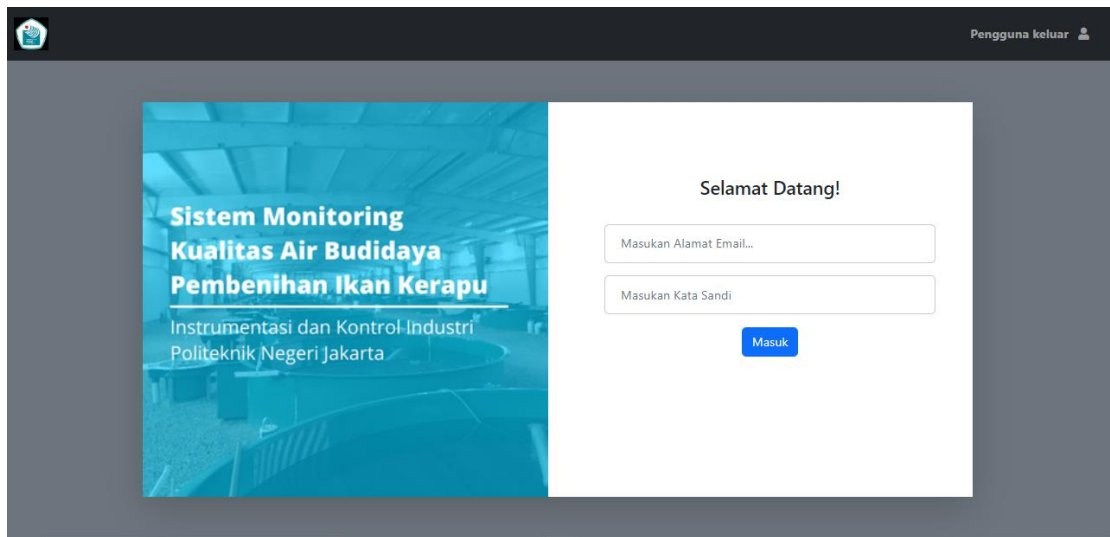 Pengguna keluar
Sistem Monitoring
Kualitas Air Budidaya
Pembenihan Ikan Kerapu
Instrumentasi dan Kontrol Industri
Politeknik Negeri Jakarta
Selamat Datang!
Masukan Alamat Email...
Masukan Kata Sandi
Masuk